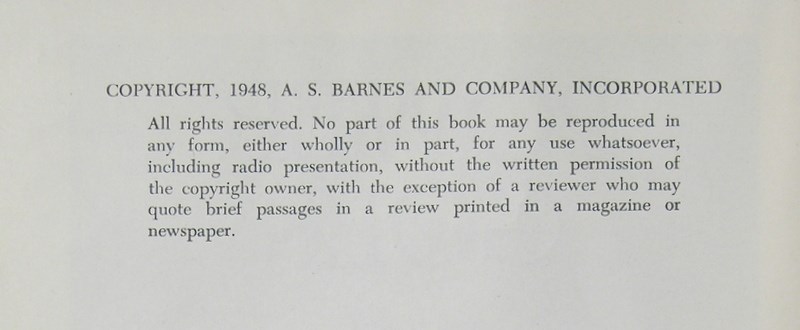 COPYRIGHT, 1948, A. S. BARNES AND COMPANY, INCORPORATED
All rights reserved. No part of this book may be reproduced in
any form, either wholly or in part, for any use whatsoever,
including radio presentation, without the written permission of
the copyright owner, with the exception of a reviewer who may
quote brief passages in a review printed in a magazine or
newspaper.